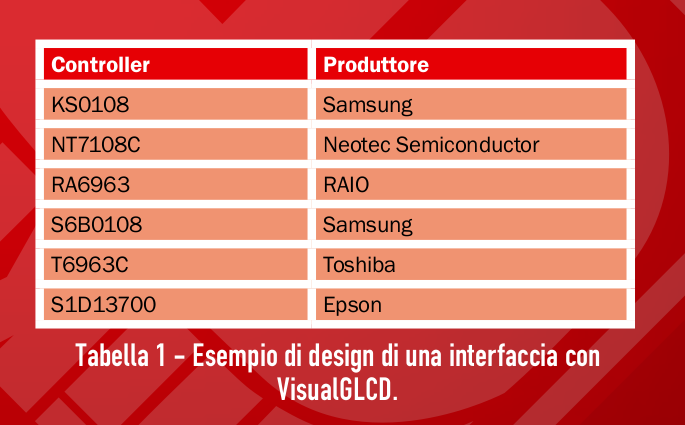 Controller Produttore
KS0108 Samsung
NT7108C Neotec Semiconductor
RA6963 RAIO
S6B0108 Samsung
T6963C Toshiba
S1D13700 Epson
Tabella 1 - Esempio di design di una interfaccia con
VisualGLCD.